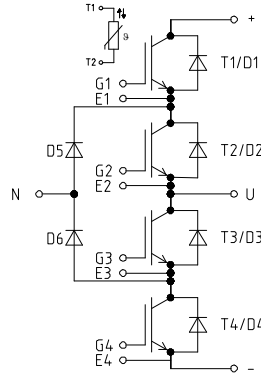 T1
ϑ
T2
+
G1
T1/D1
E1
D5
G2
T2/D2
E2
N
U
D6
G3
T3/D3
E3
G4
T4/D4
E4
-